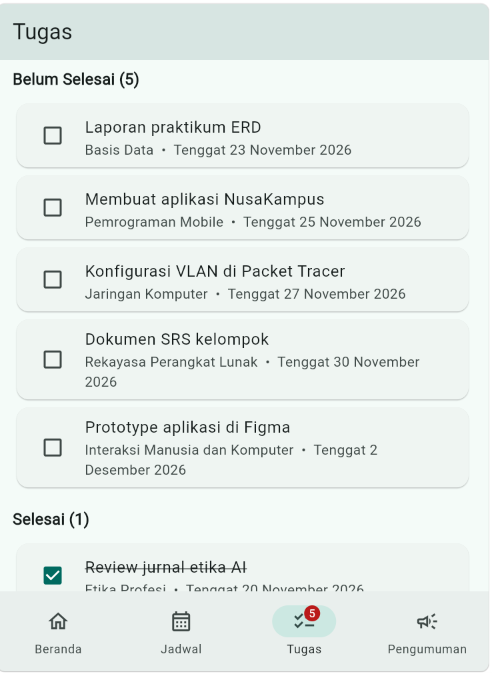 Tugas
Belum Selesai (5)
Laporan praktikum ERD
Basis Data • Tenggat 23 November 2026
Membuat aplikasi NusaKampus
Pemrograman Mobile • Tenggat 25 November 2026
Konfigurasi VLAN di Packet Tracer
Jaringan Komputer • Tenggat 27 November 2026
Dokumen SRS kelompok
Rekayasa Perangkat Lunak • Tenggat 30 November
2026
Prototype aplikasi di Figma
Interaksi Manusia dan Komputer • Tenggat 2
Desember 2026
Selesai (1)
Review jurnal etika AI
Etika Profesi • Tenggat 20 November 2026
5
Beranda
Jadwal
Tugas
Pengumuman